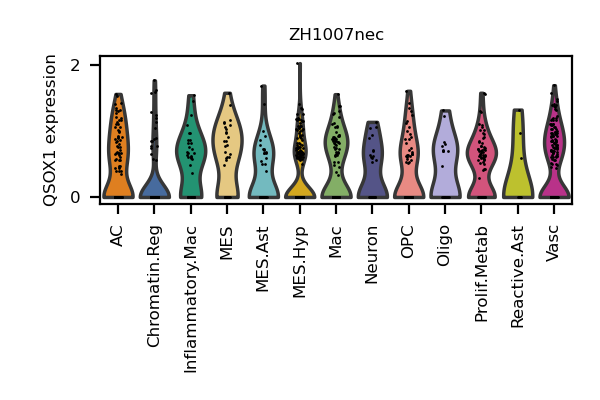 ZH1007nec
QSOX1 expression
2
0
AC
Chromatin.Reg
Inflammatory.Mac
MES
MES.Ast
MES.Hyp
Mac
Neuron
OPC
Oligo
Prolif.Metab
Reactive.Ast
Vasc